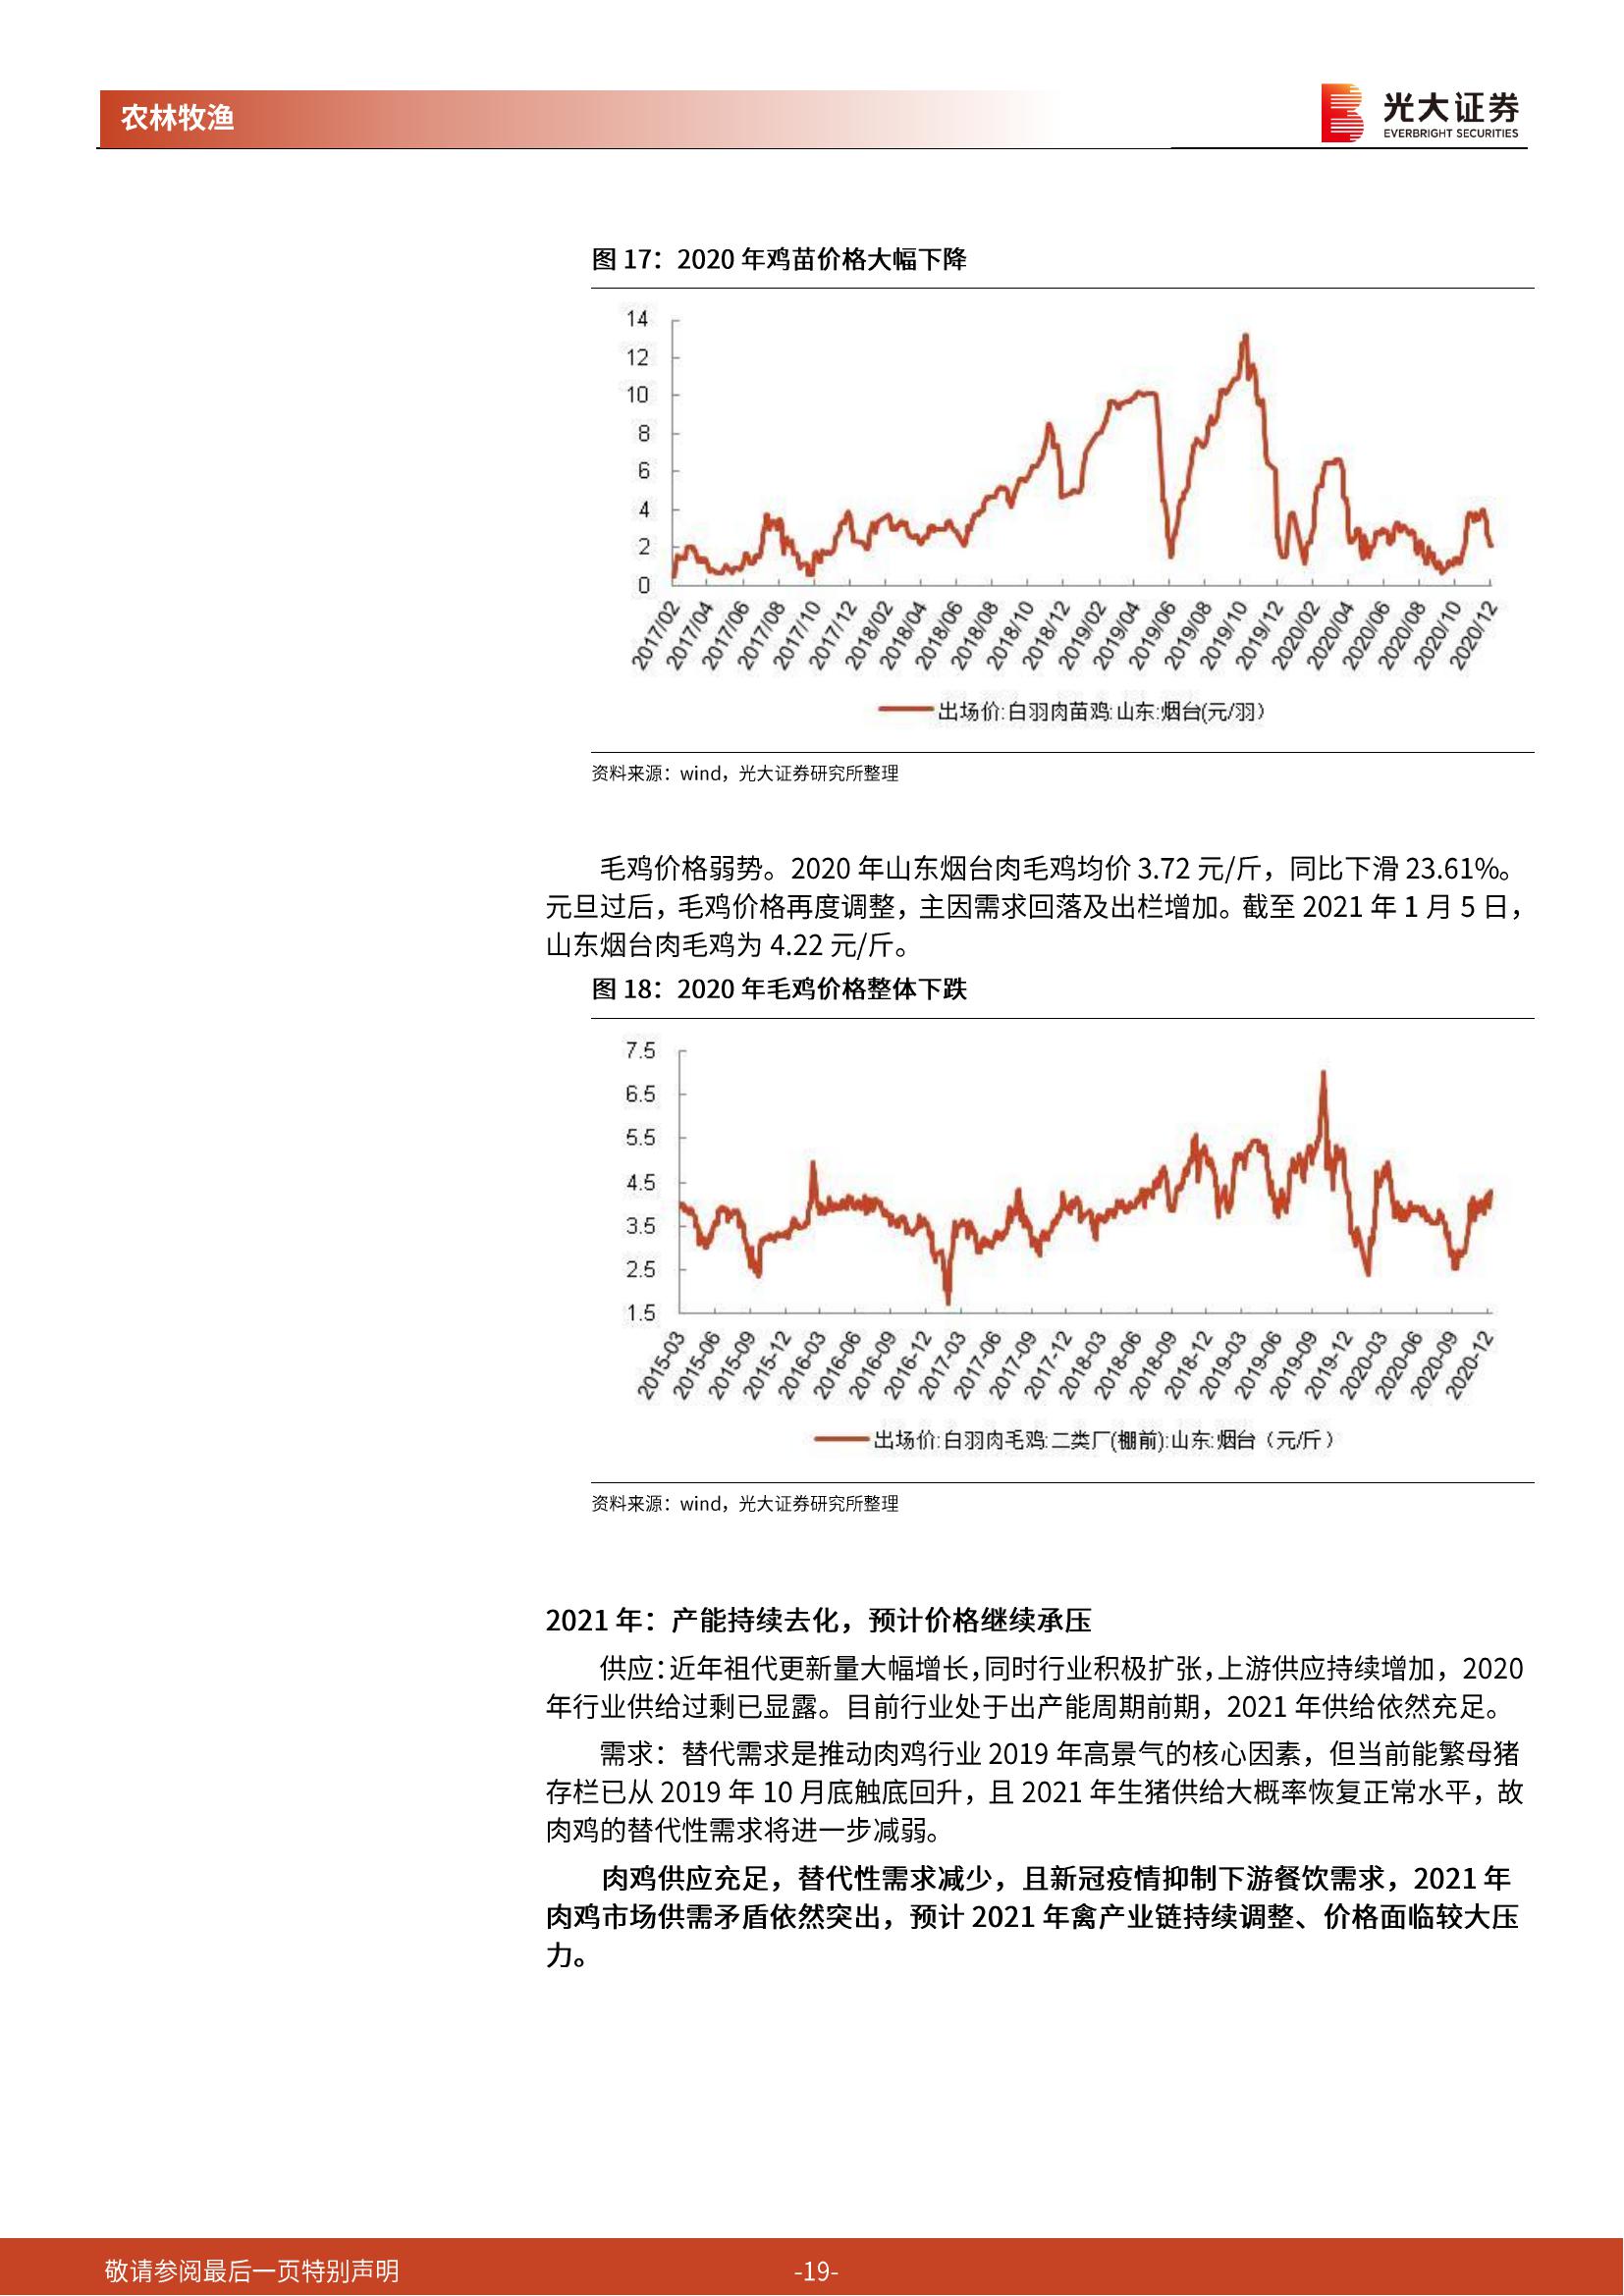 农林牧渔
光大证券
EVERBRIGHT SECURITIES
图 17：2020 年鸡苗价格大幅下降
14
12
10
8
6
4
2
0
2017/02
2017/04
2017/06
2017/08
2017/10
2017/12
2018/02
2018/04
2018/06
2018/08
2018/10
2018/12
2019/02
2019/04
2019/06
2019/08
2019/10
2019/12
2020/02
2020/04
2020/06
2020/08
2020/10
2020/12
出场价:白羽肉苗鸡:山东:烟台(元/羽）
资料来源：wind，光大证券研究所整理
毛鸡价格弱势。2020 年山东烟台肉毛鸡均价 3.72 元/斤，同比下滑 23.61%。
元旦过后，毛鸡价格再度调整，主因需求回落及出栏增加。截至 2021 年 1 月 5 日，
山东烟台肉毛鸡为 4.22 元/斤。
图 18：2020 年毛鸡价格整体下跌
7.5
6.5
5.5
4.5
3.5
2.5
1.5
2015-03
2015-06
2015-09
2015-12
2016-03
2016-06
2016-09
2016-12
2017-03
2017-06
2017-09
2017-12
2018-03
2018-06
2018-09
2018-12
2019-03
2019-06
2019-09
2019-12
2020-03
2020-06
2020-09
2020-12
出场价:白羽肉毛鸡:二类厂(棚前):山东:烟台（元/斤）
资料来源：wind，光大证券研究所整理
2021 年：产能持续去化，预计价格继续承压
供应：近年祖代更新量大幅增长，同时行业积极扩张，上游供应持续增加，2020
年行业供给过剩已显露。目前行业处于出产能周期前期，2021 年供给依然充足。
需求：替代需求是推动肉鸡行业 2019 年高景气的核心因素，但当前能繁母猪
存栏已从 2019 年 10 月底触底回升，且 2021 年生猪供给大概率恢复正常水平，故
肉鸡的替代性需求将进一步减弱。
肉鸡供应充足，替代性需求减少，且新冠疫情抑制下游餐饮需求，2021 年
肉鸡市场供需矛盾依然突出，预计 2021 年禽产业链持续调整、价格面临较大压
力。
敬请参阅最后一页特别声明
-19-